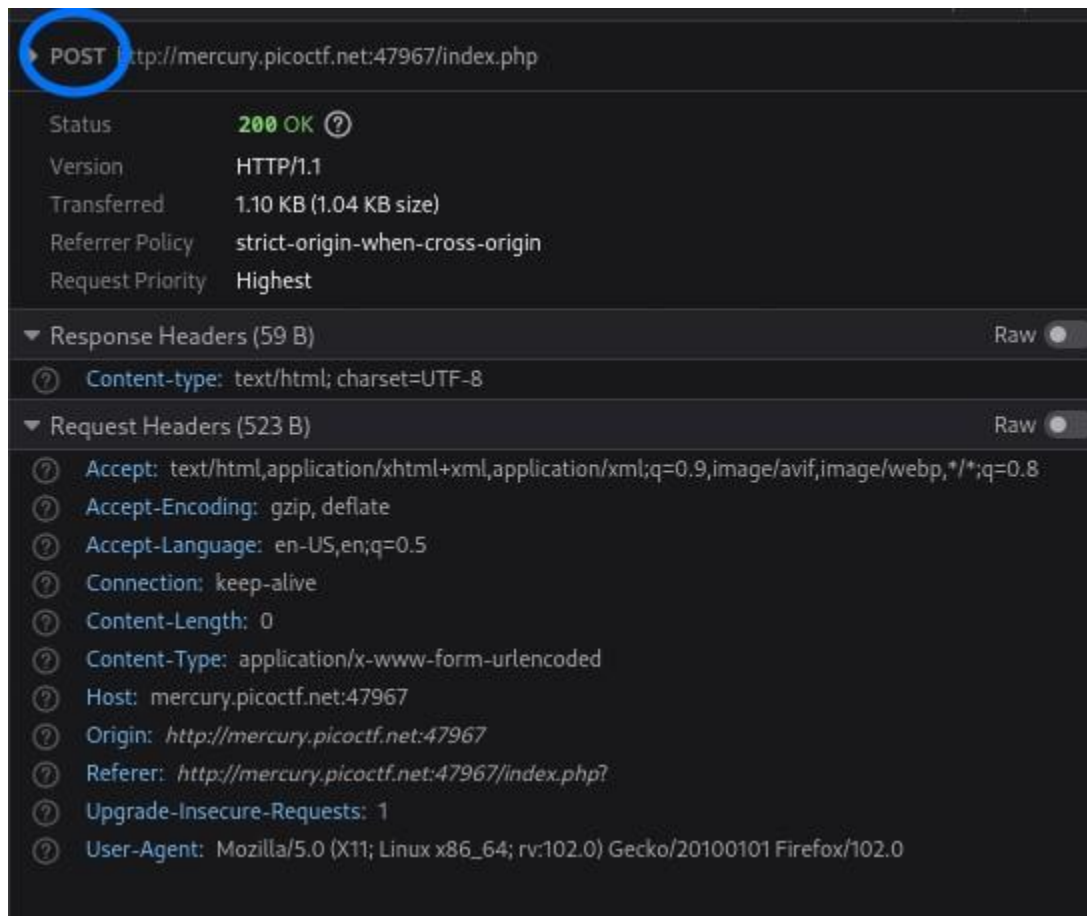 POST ttp://mercury.picoctf.net:47967/index.php
Status 200 OK
Version HTTP/1.1
Transferred 1.10 KB (1.04 KB size)
Referrer Policy strict-origin-when-cross-origin
Request Priority Highest
Response Headers (59 B) Raw
Content-type: text/html; charset=UTF-8
Request Headers (523 B) Raw
Accept: text/html,application/xhtml+xml,application/xml;q=0.9,image/avif,image/webp,*/*;q=0.8
Accept-Encoding: gzip, deflate
Accept-Language: en-US,en;q=0.5
Connection: keep-alive
Content-Length: 0
Content-Type: application/x-www-form-urlencoded
Host: mercury.picoctf.net:47967
Origin: http://mercury.picoctf.net:47967
Referer: http://mercury.picoctf.net:47967/index.php?
Upgrade-Insecure-Requests: 1
User-Agent: Mozilla/5.0 (X11; Linux x86_64; rv:102.0) Gecko/20100101 Firefox/102.0